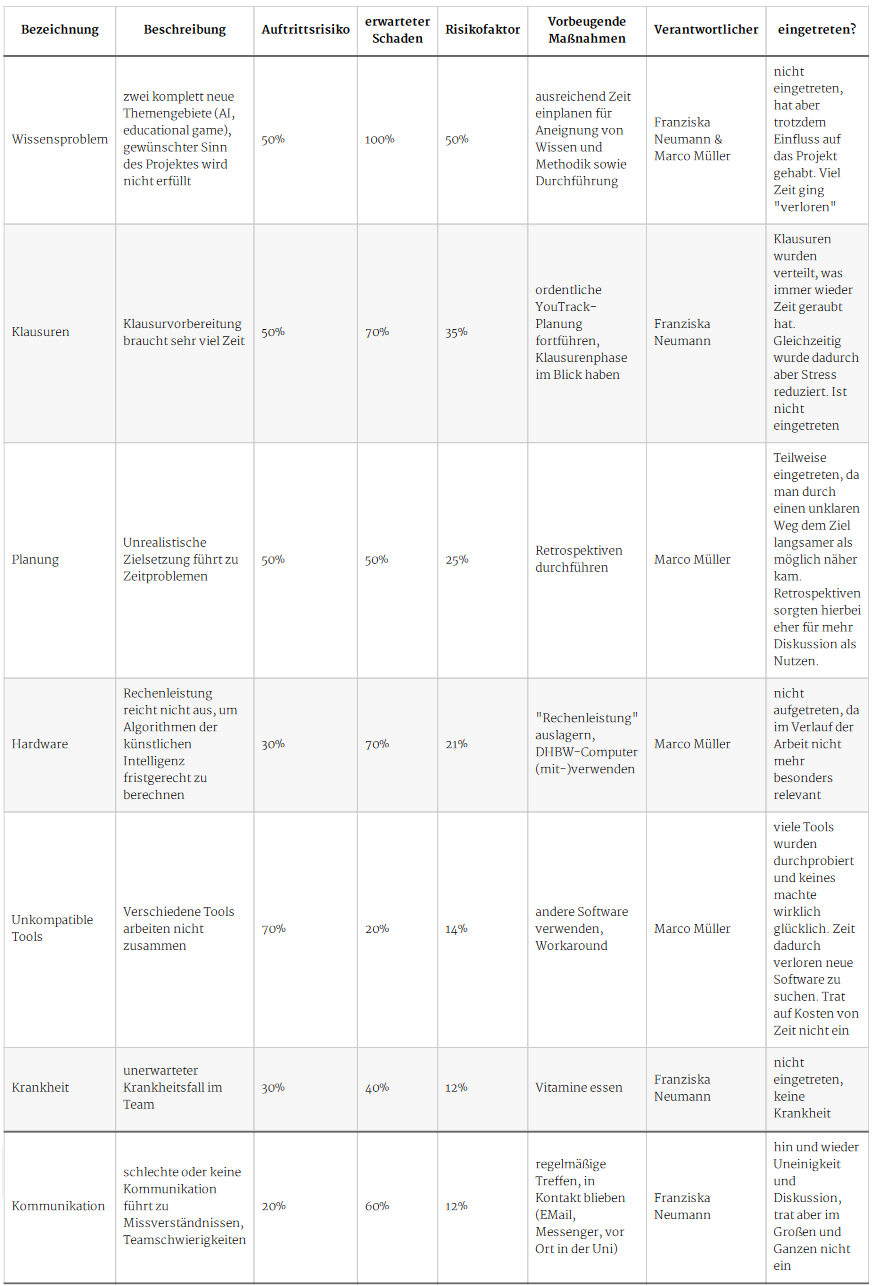 Bezeichnung
Beschreibung
Auftrittsrisiko
erwarteter
Schaden
Risikofaktor
Vorbeugende
Maßnahmen
Verantwortlicher
eingetreten?
Wissensproblem
zwei komplett neue
Themengebiete (AI,
educational game),
gewünschter Sinn
des Projektes wird
nicht erfüllt
50%
100%
50%
ausreichend Zeit
einplanen für
Aneignung von
Wissen und
Methodik sowie
Durchführung
Franziska
Neumann &
Marco Müller
nicht
eingetreten,
hat aber
trotzdem
Einfluss auf
das Projekt
gehabt. Viel
Zeit ging
"verloren"
Klausuren
Klausurvorbereitung
braucht sehr viel Zeit
50%
70%
35%
ordentliche
YouTrack-
Planung
fortführen,
Klausurenphase
im Blick haben
Franziska
Neumann
Klausuren
wurden
verteilt, was
immer wieder
Zeit geraubt
hat.
Gleichzeitig
wurde dadurch
aber Stress
reduziert. Ist
nicht
eingetreten
Planung
Unrealistische
Zielsetzung führt zu
Zeitproblemen
50%
50%
25%
Retrospektiven
durchführen
Marco Müller
Teilweise
eingetreten, da
man durch
einen unklaren
Weg dem Ziel
langsamer als
möglich näher
kam.
Retrospektiven
sorgten hierbei
eher für mehr
Diskussion als
Nutzen.
Hardware
Rechenleistung
reicht nicht aus, um
Algorithmen der
künstlichen
Intelligenz
fristgerecht zu
berechnen
30%
70%
21%
"Rechenleistung"
auslagern,
DHBW-Computer
(mit-)verwenden
Marco Müller
nicht
aufgetreten, da
im Verlauf der
Arbeit nicht
mehr
besonders
relevant
Unkompatible
Tools
Verschiedene Tools
arbeiten nicht
zusammen
70%
20%
14%
andere Software
verwenden,
Workaround
Marco Müller
viele Tools
wurden
durchprobiert
und keines
machte
wirklich
glücklich. Zeit
dadurch
verloren neue
Software zu
suchen. Trat
auf Kosten von
Zeit nicht ein
Krankheit
unerwarteter
Krankheitsfall im
Team
30%
40%
12%
Vitamine essen
Franziska
Neumann
nicht
eingetreten,
keine
Krankheit
Kommunikation
schlechte oder keine
Kommunikation
führt zu
Missverständnissen,
Teamschwierigkeiten
20%
60%
12%
regelmäßige
Treffen, in
Kontakt blieben
(EMail,
Messenger, vor
Ort in der Uni)
Franziska
Neumann
hin und wieder
Uneinigkeit
und
Diskussion,
trat aber im
Großen und
Ganzen nicht
ein